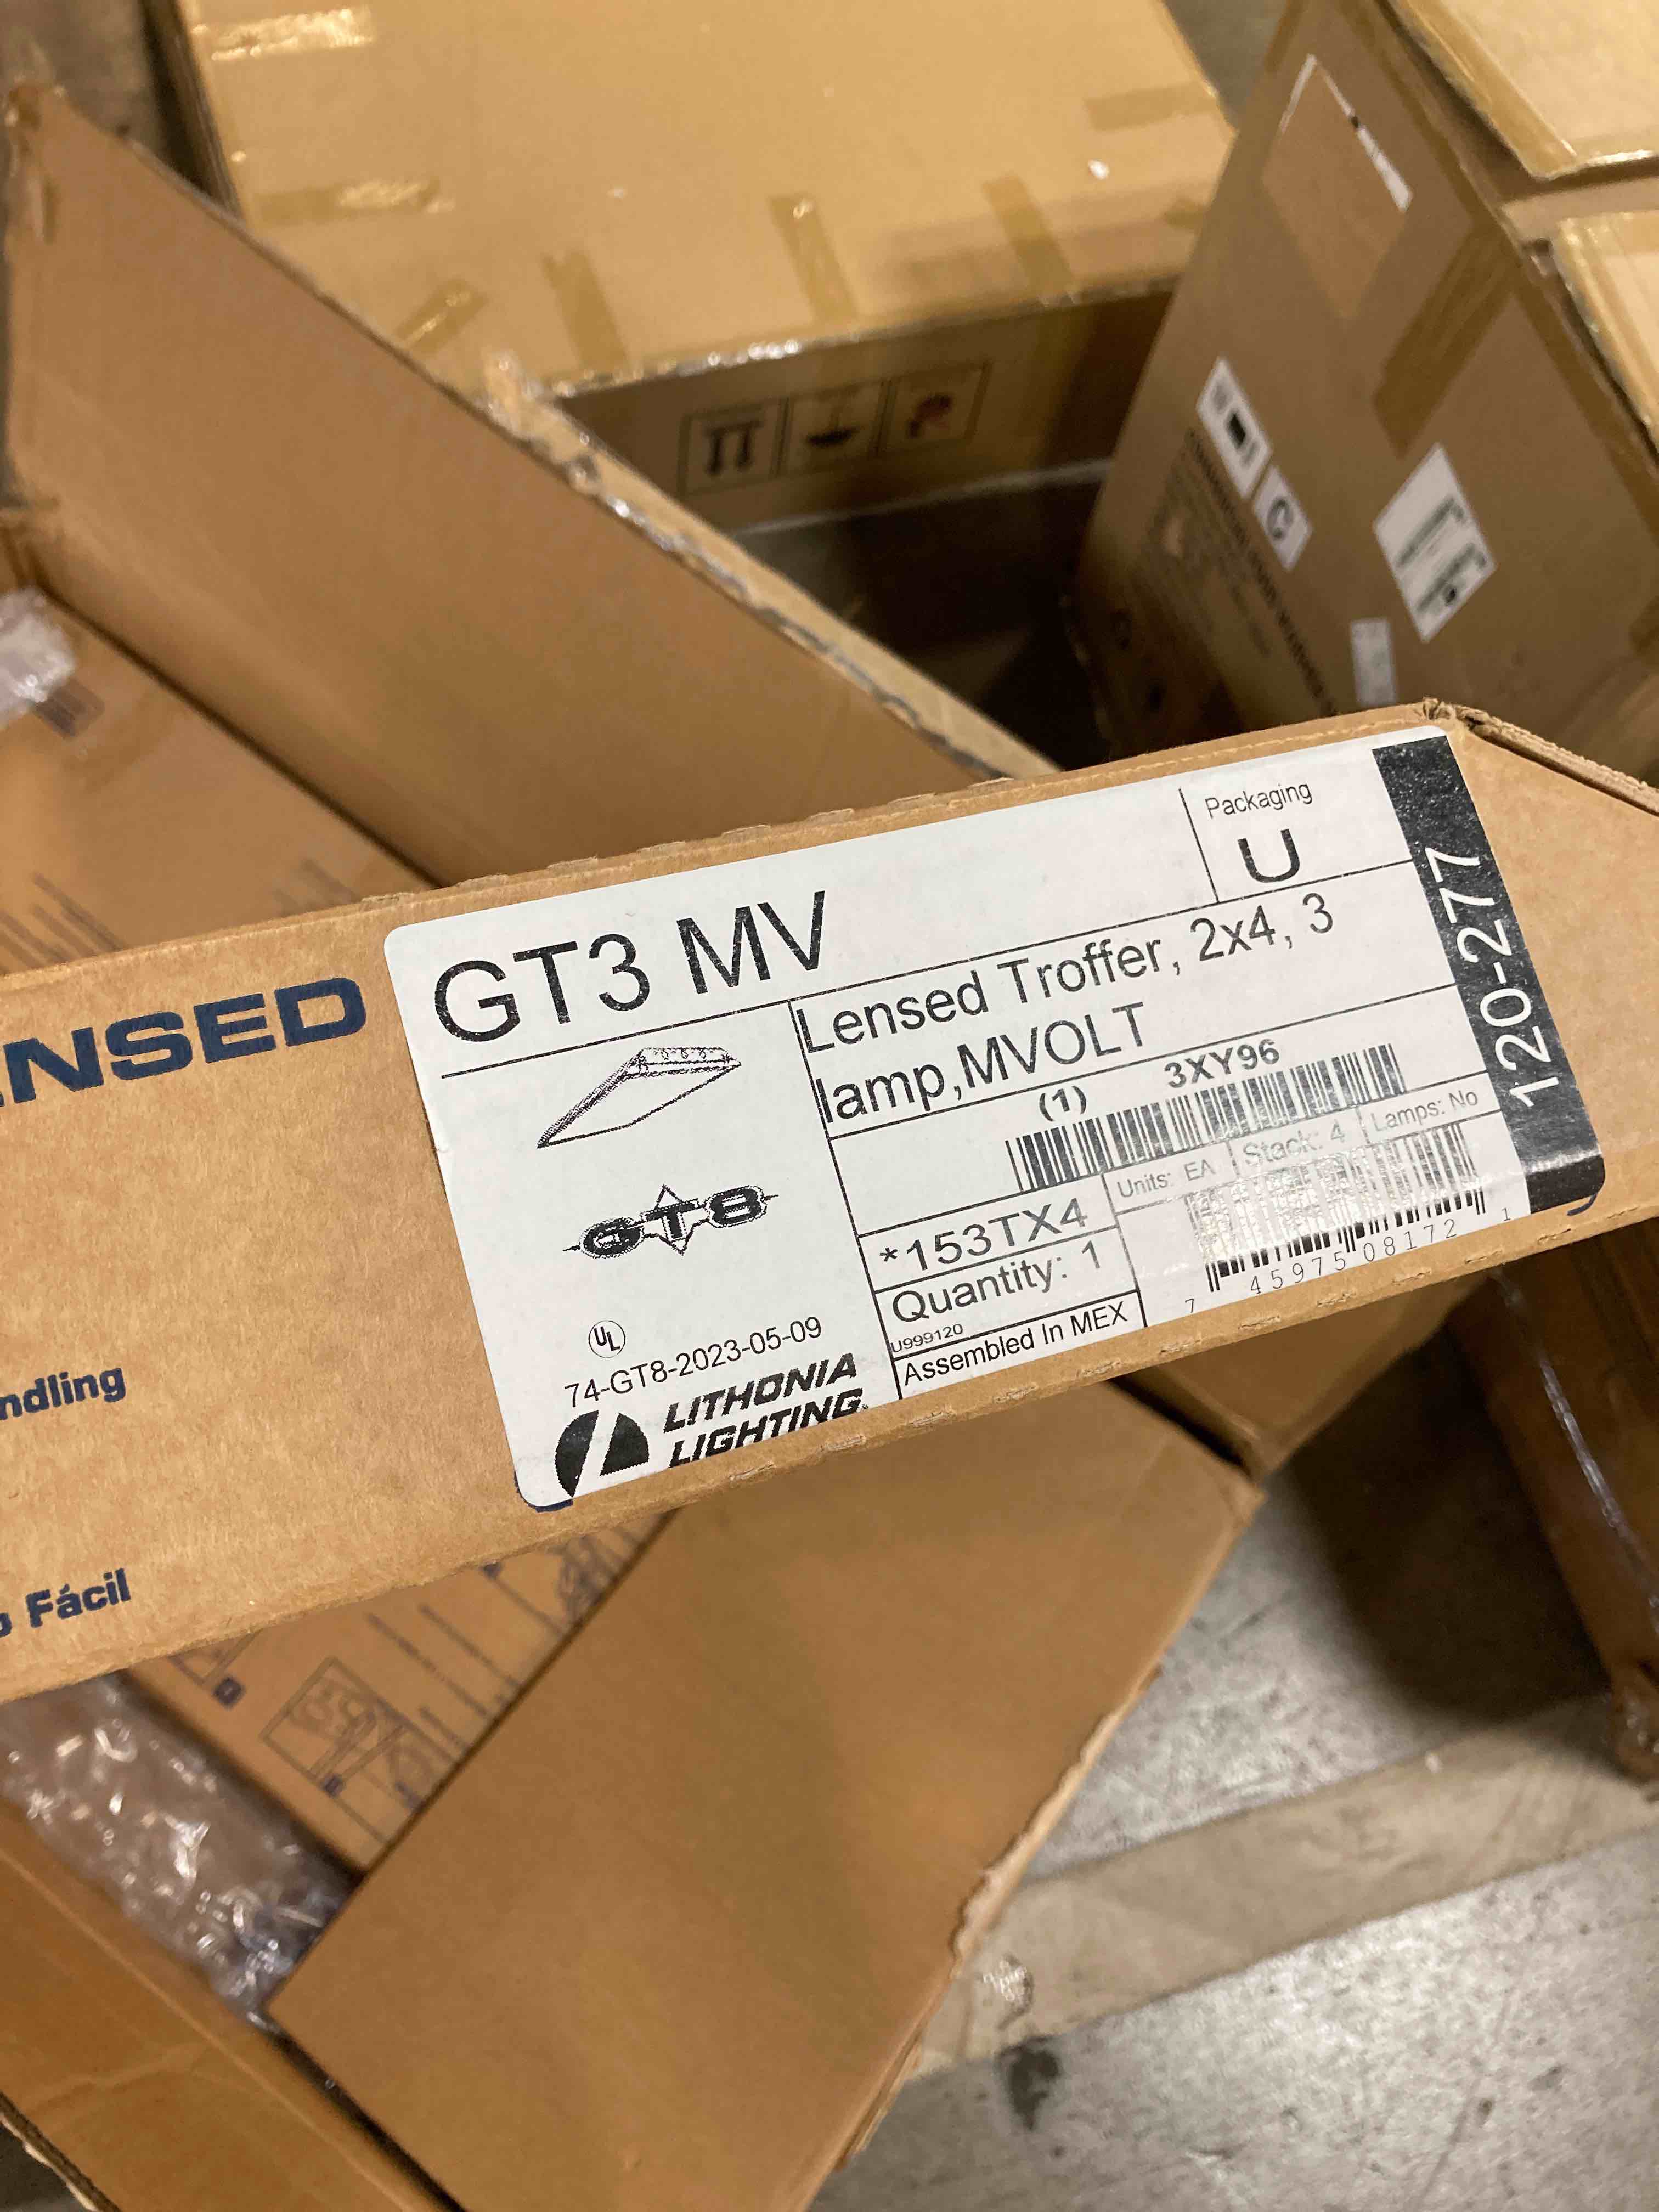 ENSED
ndling
o Fácil
GT3 MV
Packaging
U
Lensed Troffer, 2x4, 3
lamp,MVOLT
(1) 3XY96
*153TX4
Units: EA
Stack: 4
Lamps: No
Quantity: 1
U999120
Assembled In MEX
7 45975 08172 1
120-277
GT8
UL
74-GT8-2023-05-09
LITHONIA
LIGHTING
C